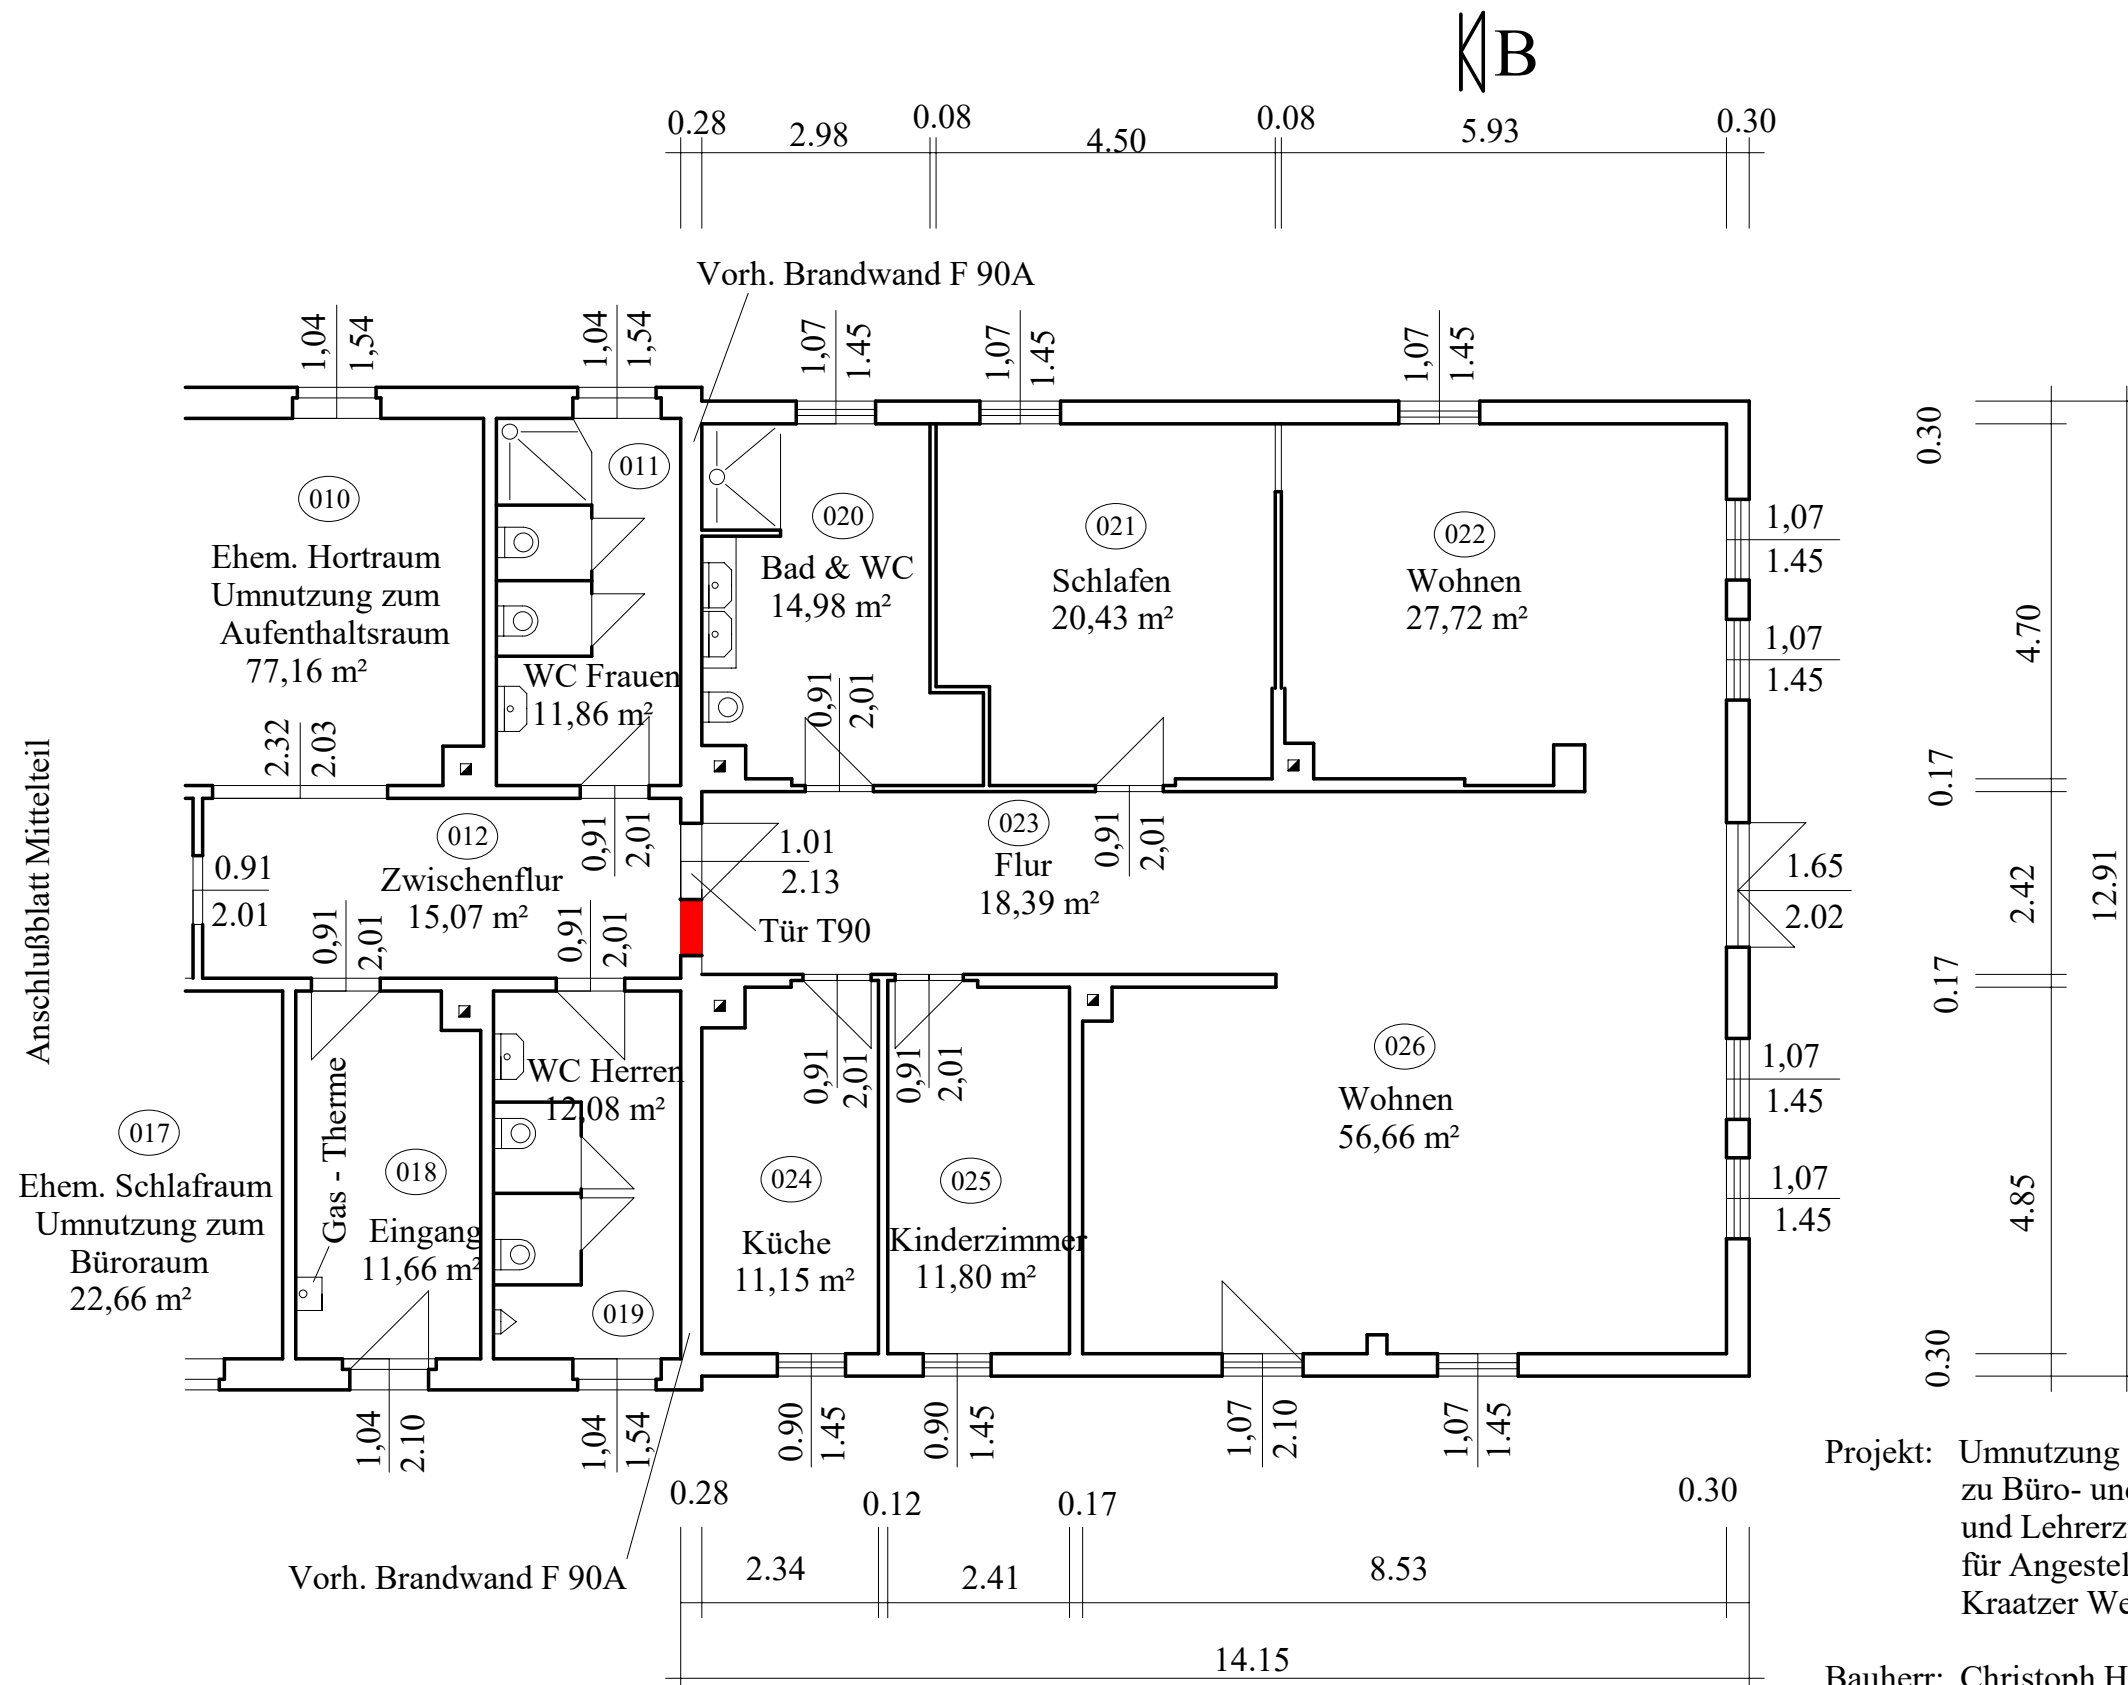 B
0.28
2.98
0.08
4.50
0.08
5.93
0.30
Vorh. Brandwand F 90A
1,04
1,54
1,04
1,54
1,07
1.45
1,07
1.45
1,07
1.45
0.30
4.70
0.17
2.42
0.17
4.85
0.30
12.91
010
Ehem. Hortraum
Umnutzung zum
Aufenthaltsraum
77,16 m²
011
WC Frauen
11,86 m²
020
Bad & WC
14,98 m²
021
Schlafen
20,43 m²
022
Wohnen
27,72 m²
1,07
1.45
1,07
1.45
2.32
2.03
0,91
2,01
Anschlußblatt Mittelteil
012
Zwischenflur
15,07 m²
0.91
2.01
0,91
2,01
0,91
2,01
0,91
2,01
1.01
2.13
Tür T90
023
Flur
18,39 m²
0,91
2,01
1.65
2.02
017
Ehem. Schlafraum
Umnutzung zum
Büroraum
22,66 m²
Gas - Therme
018
Eingang
11,66 m²
WC Herren
12,08 m²
019
0,91
2,01
0,91
2,01
024
Küche
11,15 m²
025
Kinderzimmer
11,80 m²
026
Wohnen
56,66 m²
1,07
1.45
1,07
1.45
1,04
2.10
1,04
1,54
0.90
1.45
0.90
1.45
1,07
2.10
1,07
1.45
0.28
0.12
0.17
0.30
Vorh. Brandwand F 90A
2.34
2.41
8.53
14.15
Projekt: Umnutzung
zu Büro- und
und Lehrerz
für Angestel
Kraatzer We
Bauherr: Christoph H